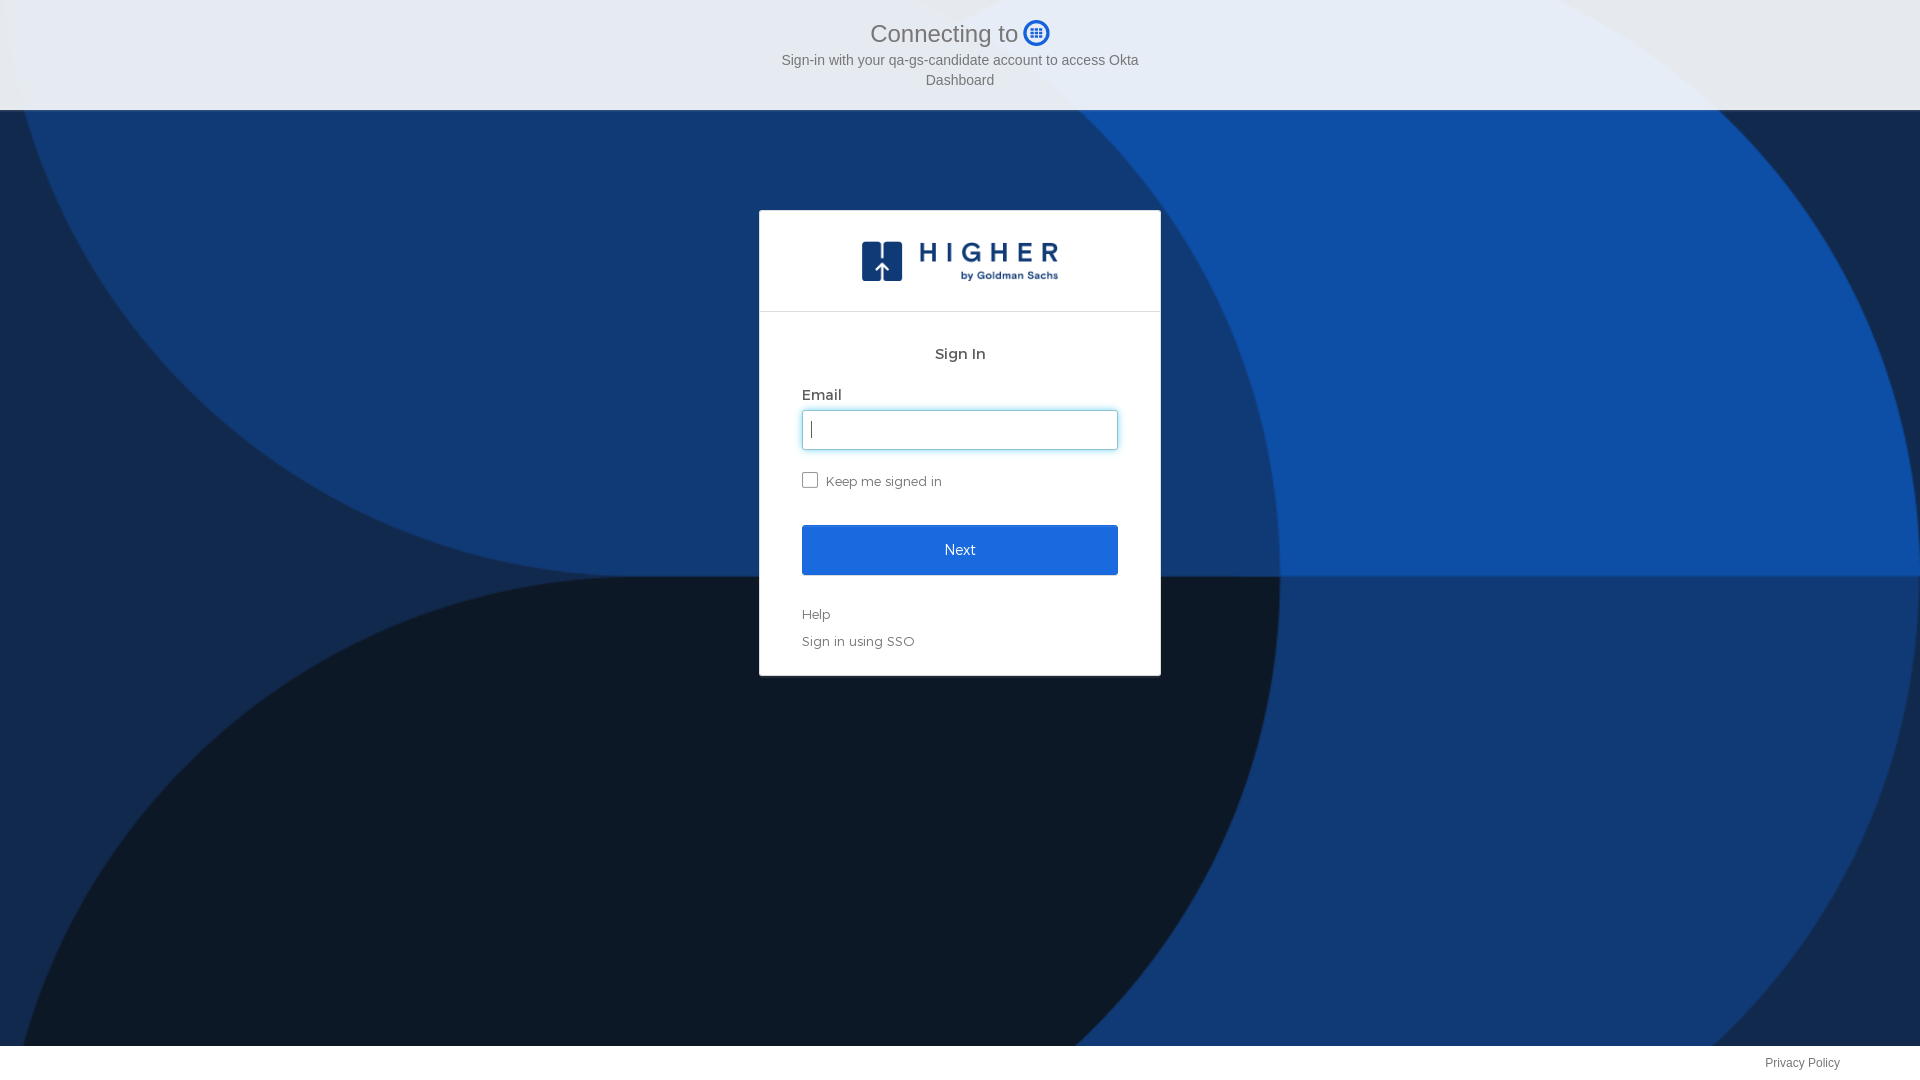 Connecting to
Sign-in with your qa-gs-candidate account to access Okta
Dashboard
HIGHER
by Goldman Sachs
Sign In
Email
Keep me signed in
Next
Help
Sign in using SSO
Privacy Policy